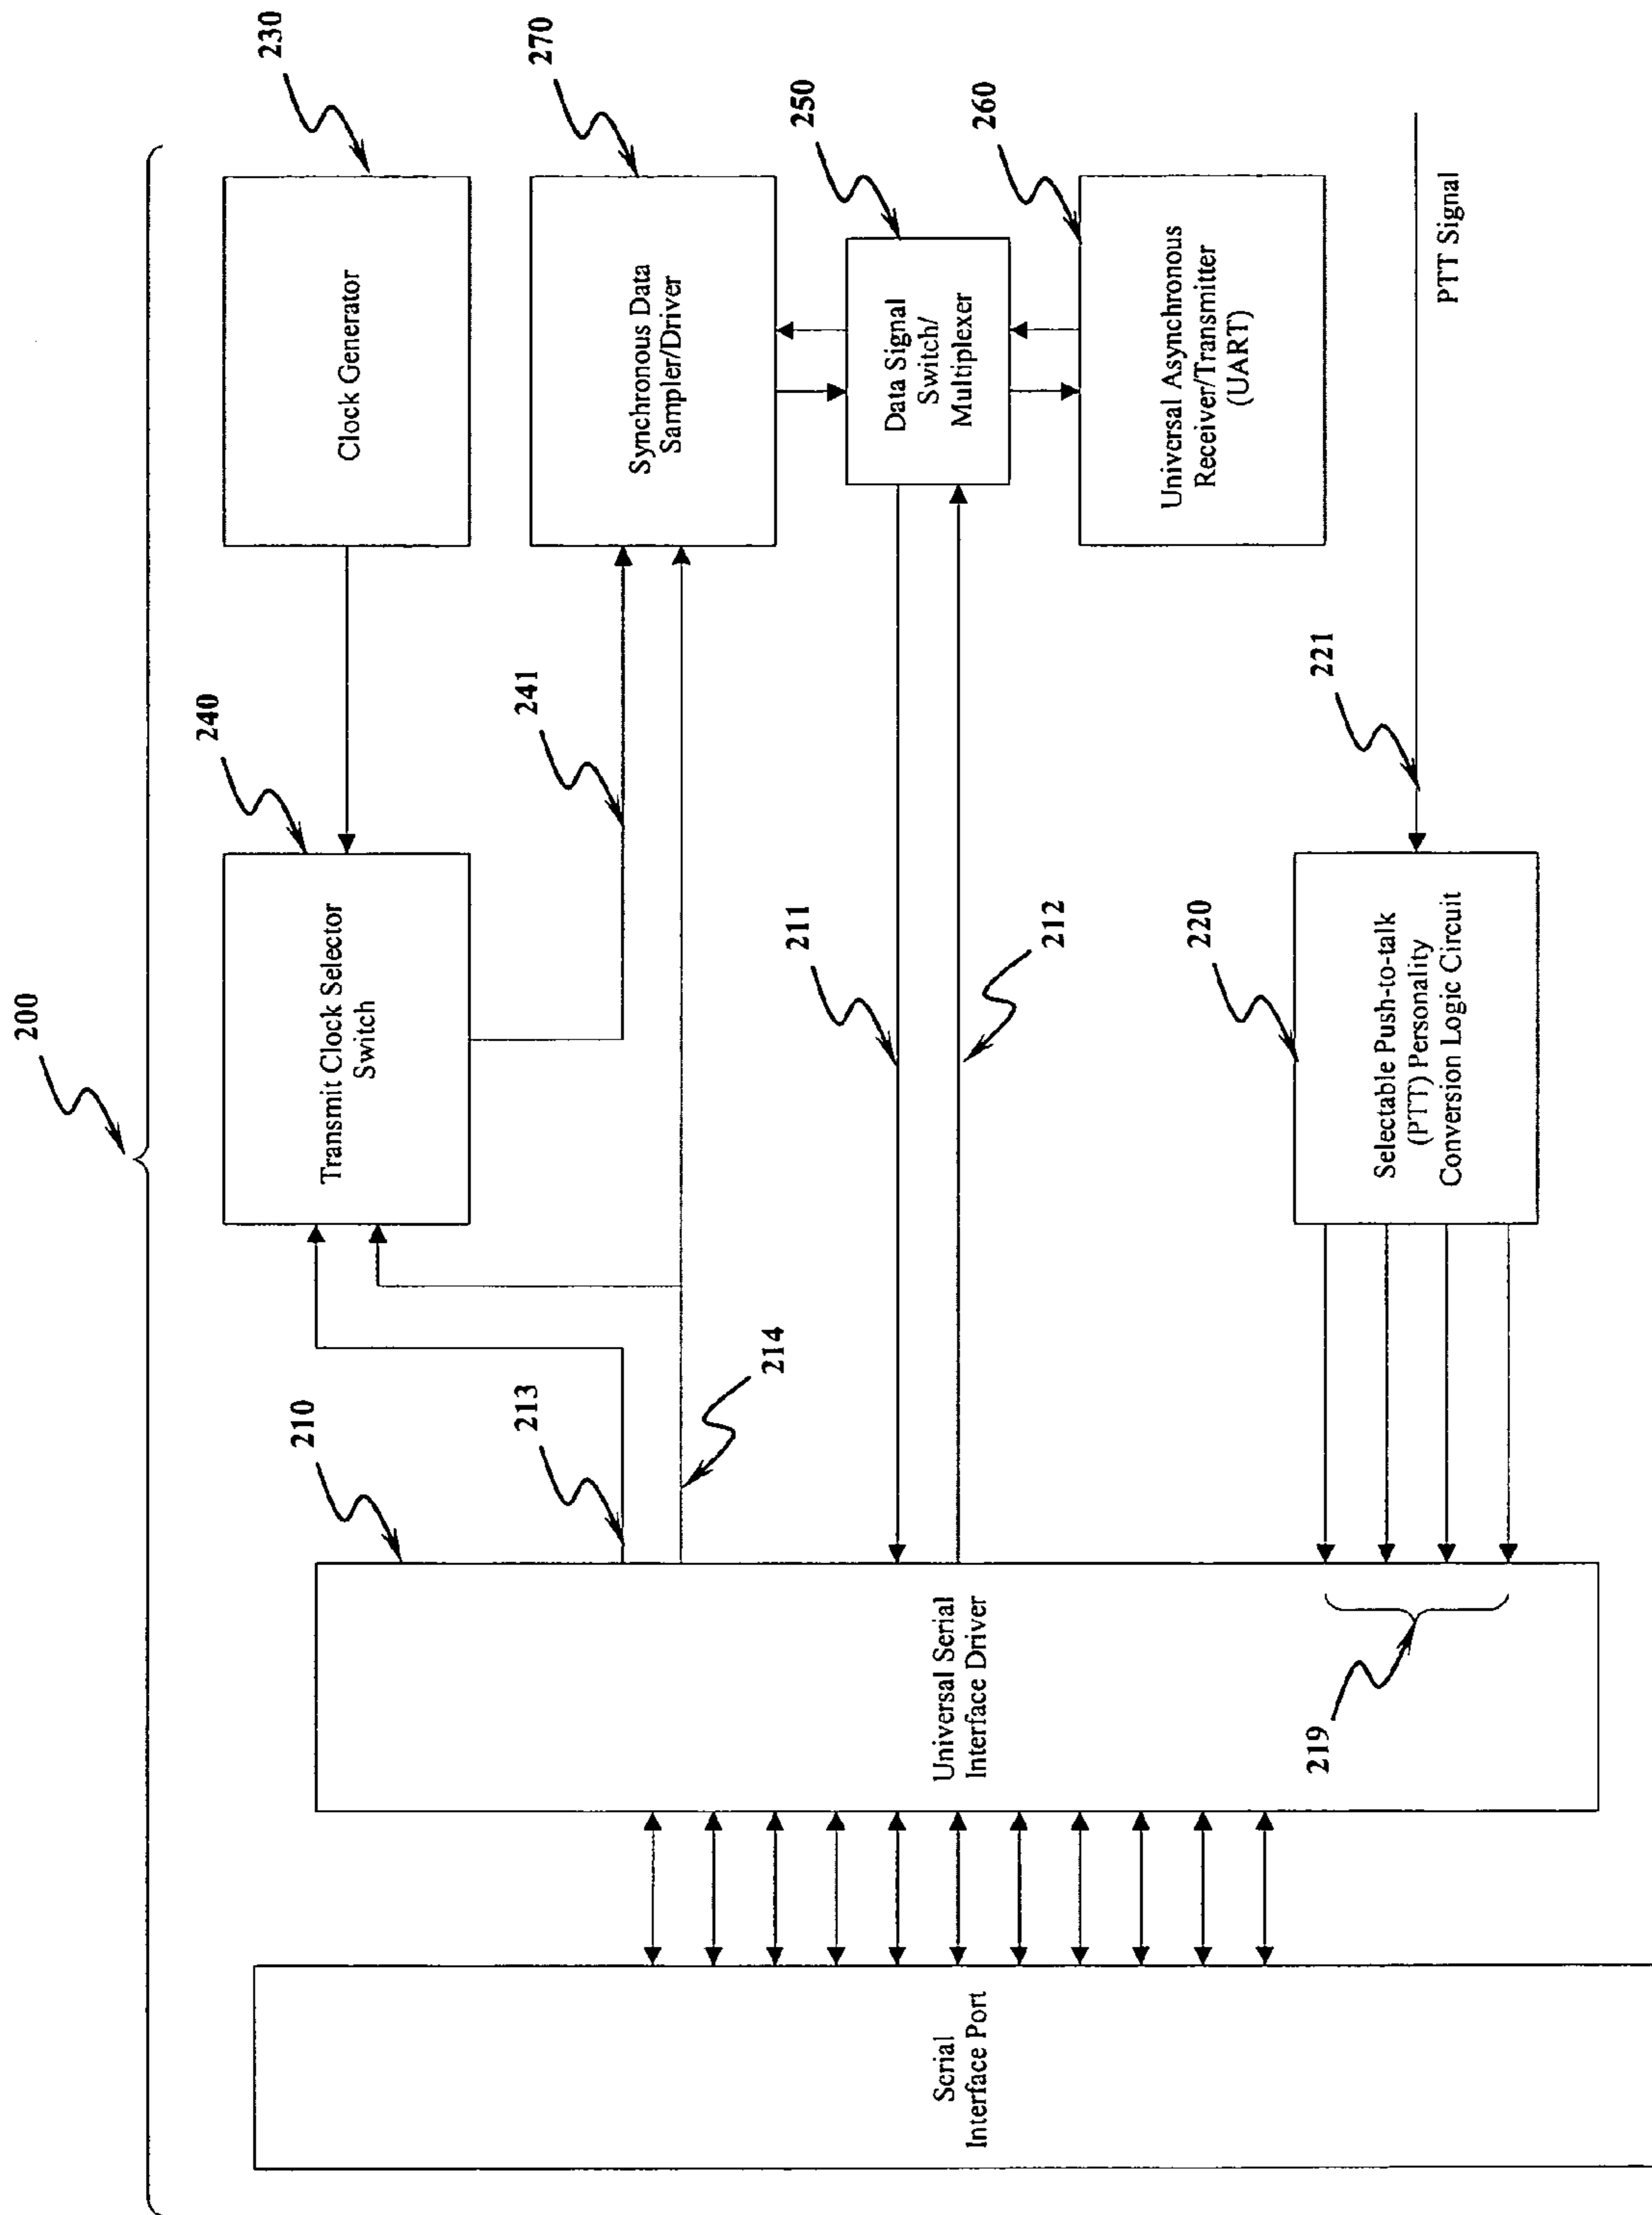 200
230
Clock Generator
240
Transmit Clock Selector
Switch
270
Synchronous Data
Sampler/Driver
241
210
213
214
250
Data Signal
Switch/
Multiplexer
211
212
260
Universal Asynchronous
Receiver/Transmitter
(UART)
Serial
Interface Port
Universal Serial
Interface Driver
219
220
Selectable Push-to-talk
(PTT) Personality
Conversion Logic Circuit
221
PTT Signal